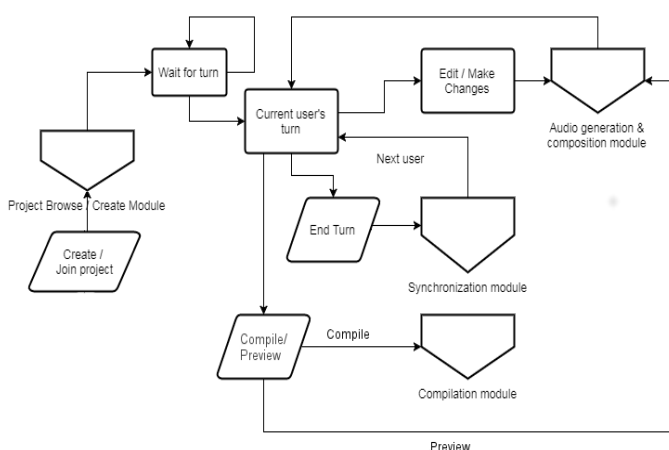 Wait for turn
Edit / Make
Changes
Current user's
turn
Audio generation &
composition module
Next user
Project Browse / Create Module
End Turn
Create /
Join project
Synchronization module
Compile/
Preview
Compile
Compilation module
Preview